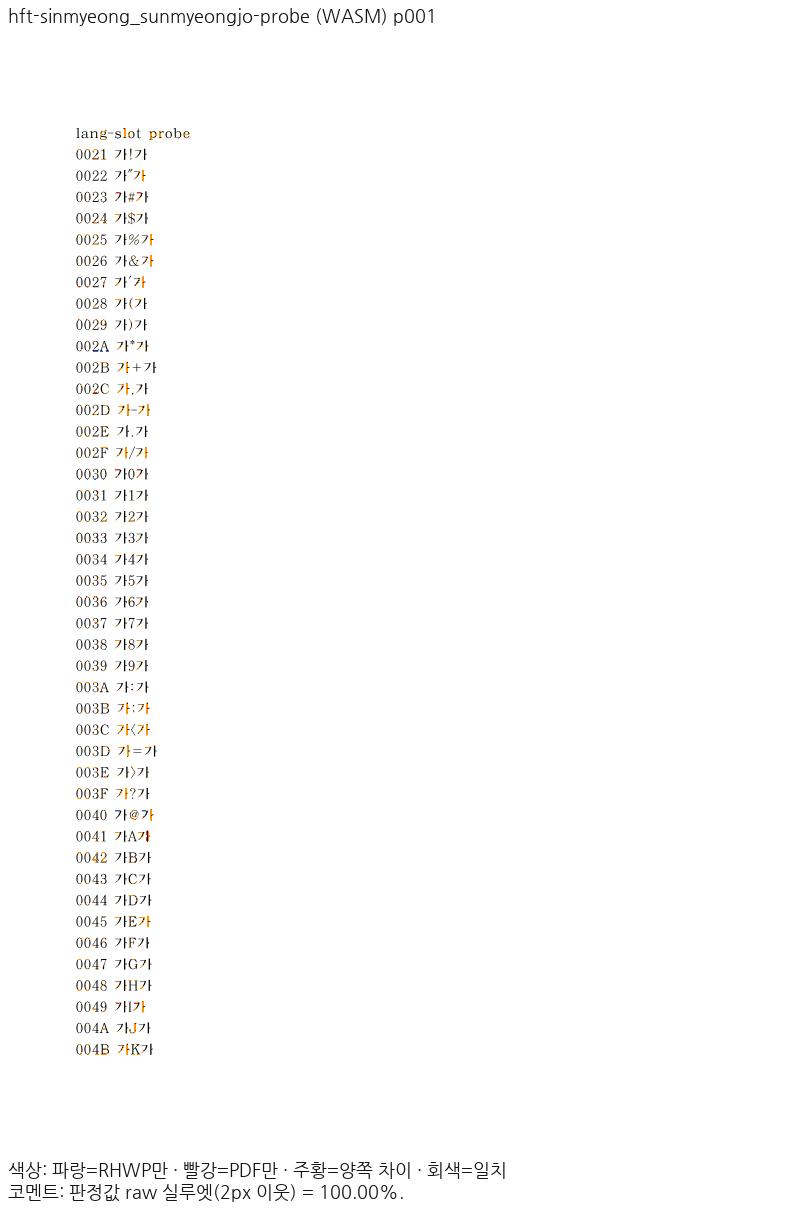 hft-sinmyeong_sunmyeongjo-probe (WASM) p001
lang-slot probe
0021 가!가
0022 가"가
0023 가#가
0024 가$가
0025 가%가
0026 가&가
0027 가'가
0028 가(가
0029 가)가
002A 가*가
002B 가+가
002C 가,가
002D 가-가
002E 가.가
002F 가/가
0030 가0가
0031 가1가
0032 가2가
0033 가3가
0034 가4가
0035 가5가
0036 가6가
0037 가7가
0038 가8가
0039 가9가
003A 가:가
003B 가;가
003C 가<가
003D 가=가
003E 가>가
003F 가?가
0040 가@가
0041 가A가
0042 가B가
0043 가C가
0044 가D가
0045 가E가
0046 가F가
0047 가G가
0048 가H가
0049 가I가
004A 가J가
004B 가K가
색상: 파랑=RHWP만 · 빨강=PDF만 · 주황=양쪽 차이 · 회색=일치
코멘트: 판정값 raw 실루엣(2px 이웃) = 100.00%.